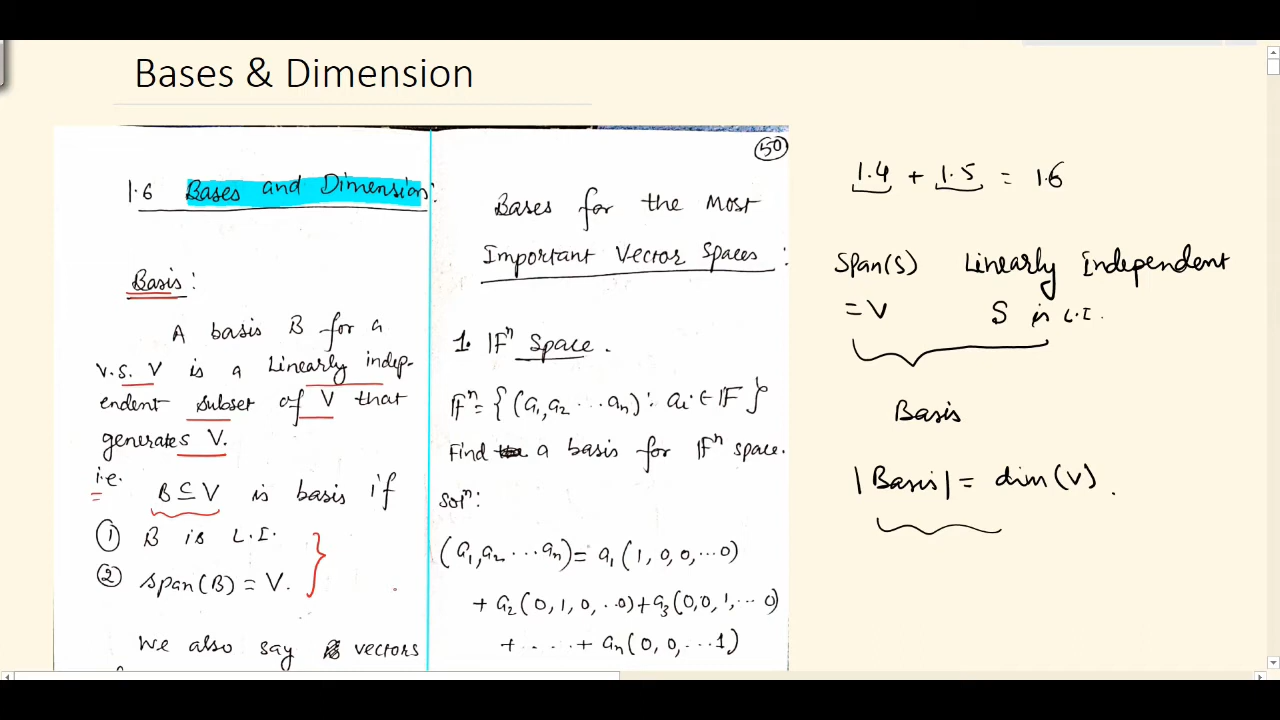 Bases & Dimension
1.6 Bases and Dimension:
Basis:
A basis B for a
v.s. V is a Linearly indep-
endent subset of V that
generates V.
i.e.
B ⊆ V is basis if
① B is L.I.
② span(B) = V.
We also say vectors
50
Bases for the Most
Important Vector Spaces:
1. Fⁿ Space.
Fⁿ = { (a₁, a₂ ... aₙ) : aᵢ ∈ F }
Find a basis for Fⁿ space.
Solⁿ:
(a₁, a₂ ... aₙ) = a₁ (1, 0, 0, ... 0)
+ a₂ (0, 1, 0, .. 0) + a₃ (0, 0, 1, ... 0)
+ . . . . + aₙ (0, 0, ... 1)
1.4 + 1.5 = 1.6
Span(S) Linearly Independent
= V S is L.I.
Basis
|Basis| = dim(V).